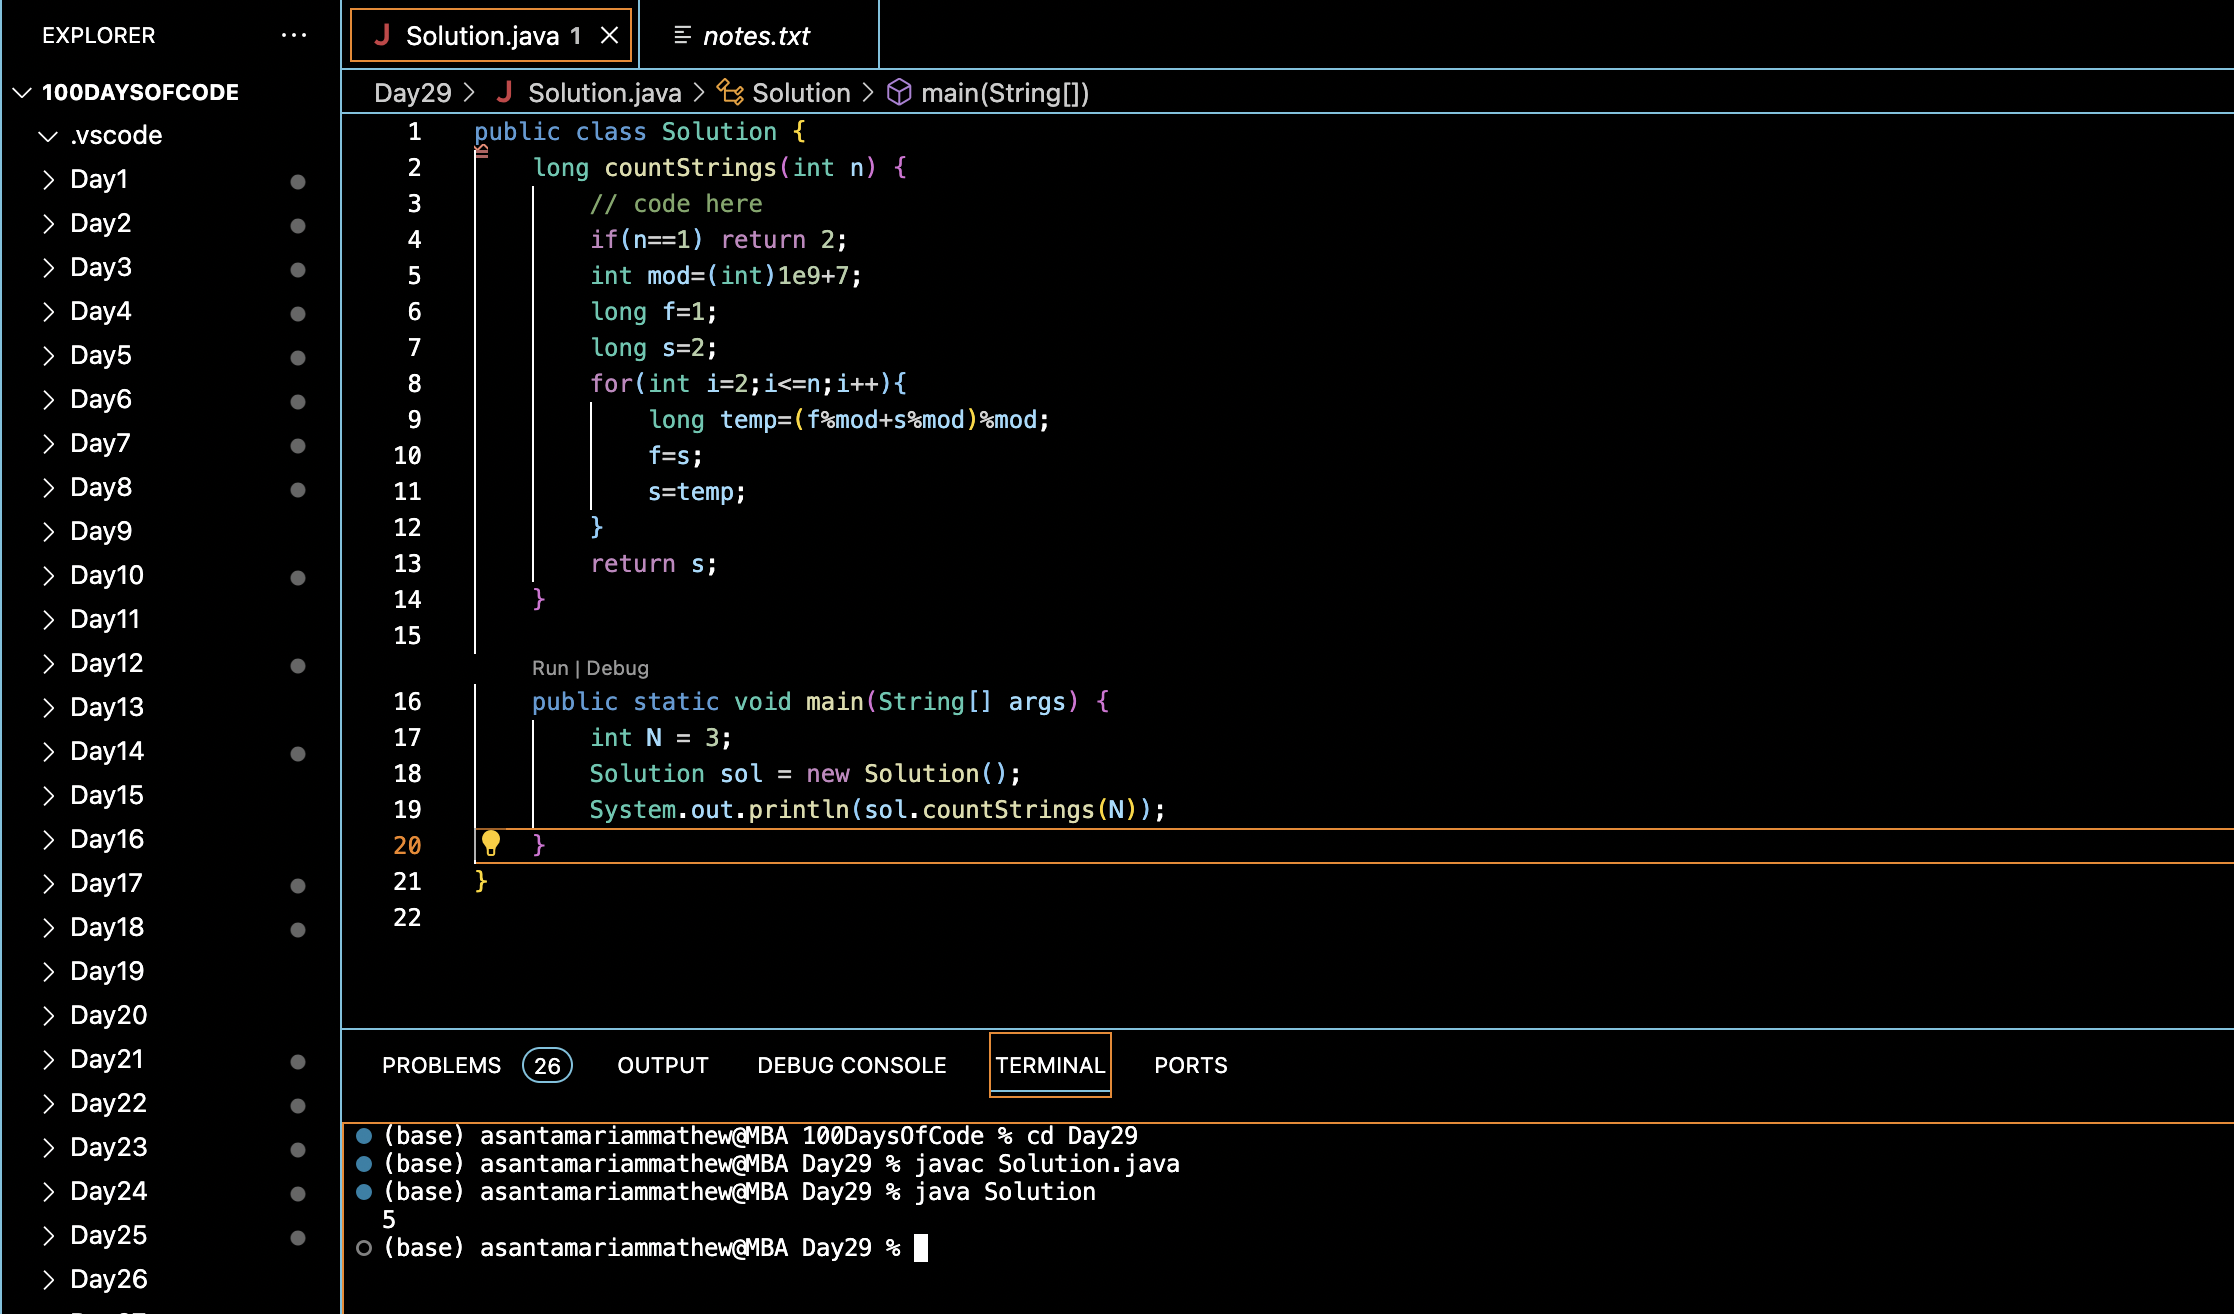 EXPLORER
100DAYSOFCODE
.vscode
Day1
Day2
Day3
Day4
Day5
Day6
Day7
Day8
Day9
Day10
Day11
Day12
Day13
Day14
Day15
Day16
Day17
Day18
Day19
Day20
Day21
Day22
Day23
Day24
Day25
Day26
Solution.java 1
notes.txt
Day29 > Solution.java > Solution > main(String[])
1 public class Solution {
2 long countStrings(int n) {
3 // code here
4 if(n==1) return 2;
5 int mod=(int)1e9+7;
6 long f=1;
7 long s=2;
8 for(int i=2;i<=n;i++){
9 long temp=(f%mod+s%mod)%mod;
10 f=s;
11 s=temp;
12 }
13 return s;
14 }
15
Run | Debug
16 public static void main(String[] args) {
17 int N = 3;
18 Solution sol = new Solution();
19 System.out.println(sol.countStrings(N));
20 }
21 }
22
PROBLEMS 26 OUTPUT DEBUG CONSOLE TERMINAL PORTS
(base) asantamariammathew@MBA 100DaysOfCode % cd Day29
(base) asantamariammathew@MBA Day29 % javac Solution.java
(base) asantamariammathew@MBA Day29 % java Solution
5
(base) asantamariammathew@MBA Day29 %